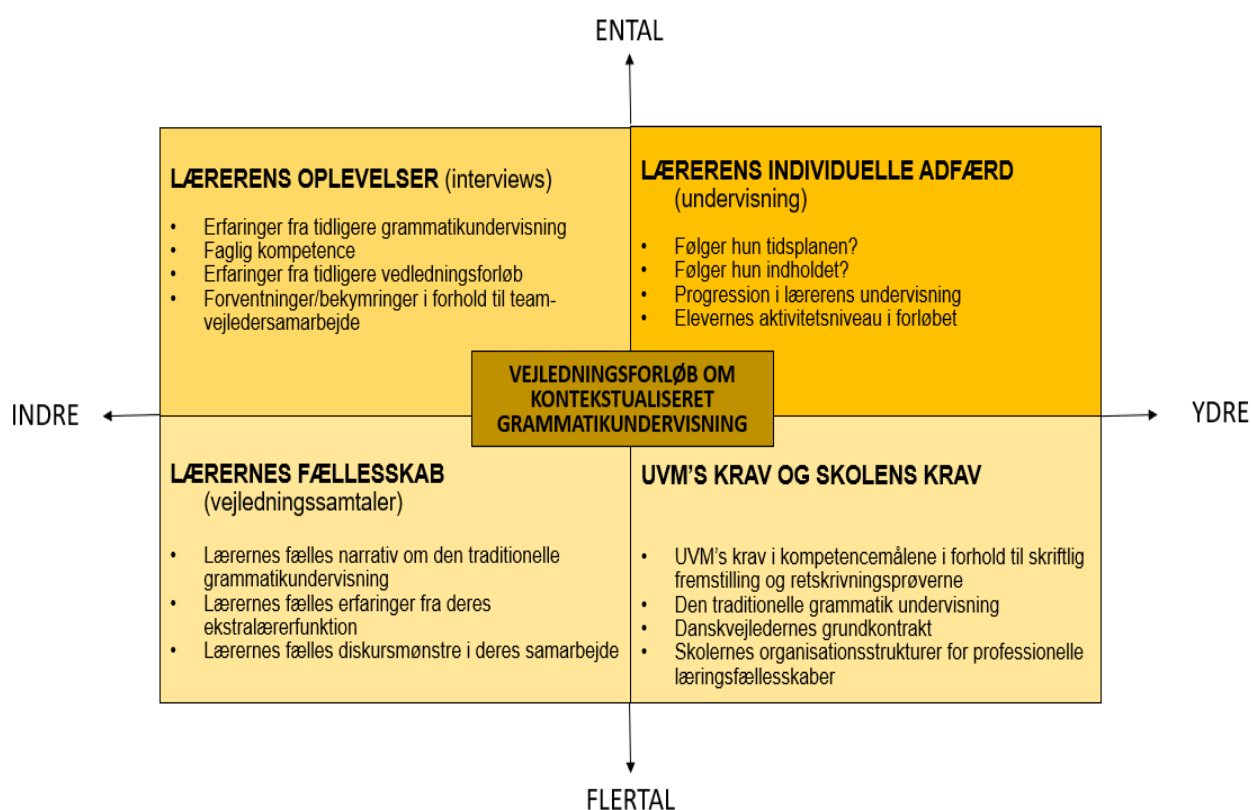 ENTAL
LÆRERENS OPLEVELSER (interviews)
• Erfaringer fra tidligere grammatikundervisning
• Faglig kompetence
• Erfaringer fra tidligere vedledningsforløb
• Forventninger/bekymringer i forhold til team-
vejledersamarbejde
LÆRERENS INDIVIDUELLE ADFÆRD
(undervisning)
• Følger hun tidsplanen?
• Følger hun indholdet?
• Progression i lærerens undervisning
• Elevernes aktivitetsniveau i forløbet
VEJLEDNINGSFORLØB OM
KONTEKSTUALISERET
GRAMMATIKUNDERVISNING
INDRE
YDRE
LÆRERNES FÆLLESKAB
(vejledningssamtaler)
• Lærernes fælles narrativ om den traditionelle
grammatikundervisning
• Lærernes fælles erfaringer fra deres
ekstralærerfunktion
• Lærernes fælles diskursmønstre i deres samarbejde
UVM'S KRAV OG SKOLENS KRAV
• UVM's krav i kompetencemålene i forhold til skriftlig
fremstilling og retskrivningsprøverne
• Den traditionelle grammatik undervisning
• Danskvejledernes grundkontrakt
• Skolernes organisationsstrukturer for professionelle
læringsfællesskaber
FLERTAL